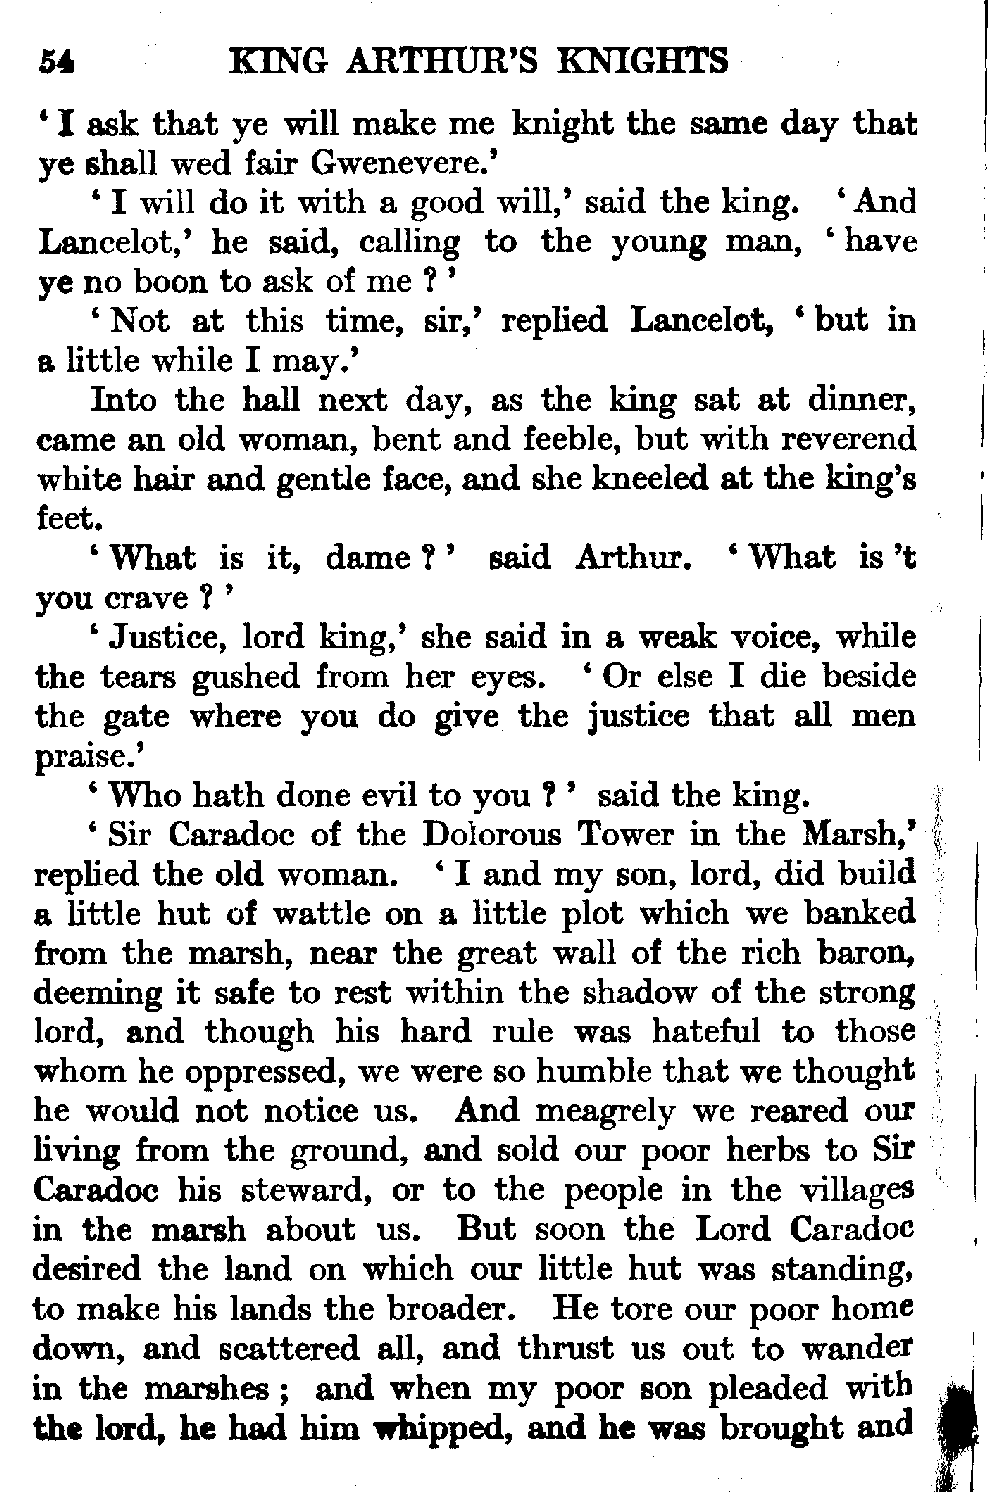 54 KING ARTHUR'S KNIGHTS
‘ I ask that ye will make me knight the same day that
ye shall wed fair Gwenevere.’
‘ I will do it with a good will,’ said the king. ‘ And
Lancelot,’ he said, calling to the young man, ‘ have
ye no boon to ask of me ? ’
‘ Not at this time, sir,’ replied Lancelot, ‘ but in
a little while I may.’
Into the hall next day, as the king sat at dinner,
came an old woman, bent and feeble, but with reverend
white hair and gentle face, and she kneeled at the king’s
feet.
‘ What is it, dame ? ’ said Arthur. ‘ What is ’t
you crave ? ’
‘ Justice, lord king,’ she said in a weak voice, while
the tears gushed from her eyes. ‘ Or else I die beside
the gate where you do give the justice that all men
praise.’
‘ Who hath done evil to you ? ’ said the king.
‘ Sir Caradoc of the Dolorous Tower in the Marsh,’
replied the old woman. ‘ I and my son, lord, did build
a little hut of wattle on a little plot which we banked
from the marsh, near the great wall of the rich baron,
deeming it safe to rest within the shadow of the strong
lord, and though his hard rule was hateful to those
whom he oppressed, we were so humble that we thought
he would not notice us. And meagrely we reared our
living from the ground, and sold our poor herbs to Sir
Caradoc his steward, or to the people in the villages
in the marsh about us. But soon the Lord Caradoc
desired the land on which our little hut was standing,
to make his lands the broader. He tore our poor home
down, and scattered all, and thrust us out to wander
in the marshes ; and when my poor son pleaded with
the lord, he had him whipped, and he was brought and